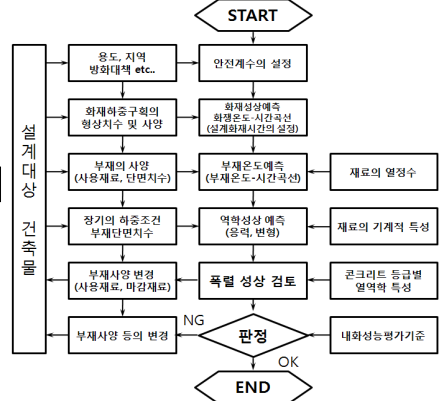 START
용도, 지역
방화대책 etc..
안전계수의 설정
화재하중구획의
형상치수 및 사양
화재성상예측
화쟁온도-시간곡선
(설계화재시간의 설정)
설계대상 건축물
부재의 사양
(사용재료, 단면치수)
부재온도예측
(부재온도-시간곡선)
재료의 열정수
장기의 하중조건
부재단면치수
역학성상 예측
(응력, 변형)
재료의 기계적 특성
부재사양 변경
(사용재료, 마감재료)
폭렬 성상 검토
콘크리트 등급별
열역학 특성
부재사양 등의 변경
NG
판정
내화성능평가기준
OK
END